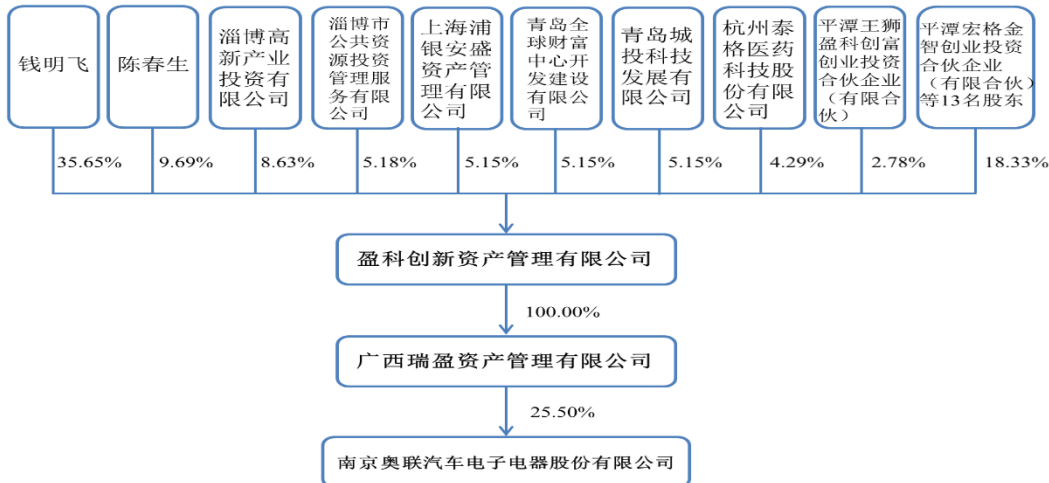 钱明飞
陈春生
淄博高
新产业
投资有
限公司
淄博市
公共资
源投资
管理服
务有限
公司
上海浦
银安盛
资产管
理有限
公司
青岛全
球财富
中心开
发建设
有限公
司
青岛城
投科技
发展有
限公司
杭州泰
格医药
科技股
份有限
公司
平潭王狮
盈科创富
创业投资
合伙企业
（有限合
伙）
平潭宏格金
智创业投资
合伙企业
（有限合伙）
等13名股东
35.65%
9.69%
8.63%
5.18%
5.15%
5.15%
5.15%
4.29%
2.78%
18.33%
盈科创新资产管理有限公司
100.00%
广西瑞盈资产管理有限公司
25.50%
南京奥联汽车电子电器股份有限公司